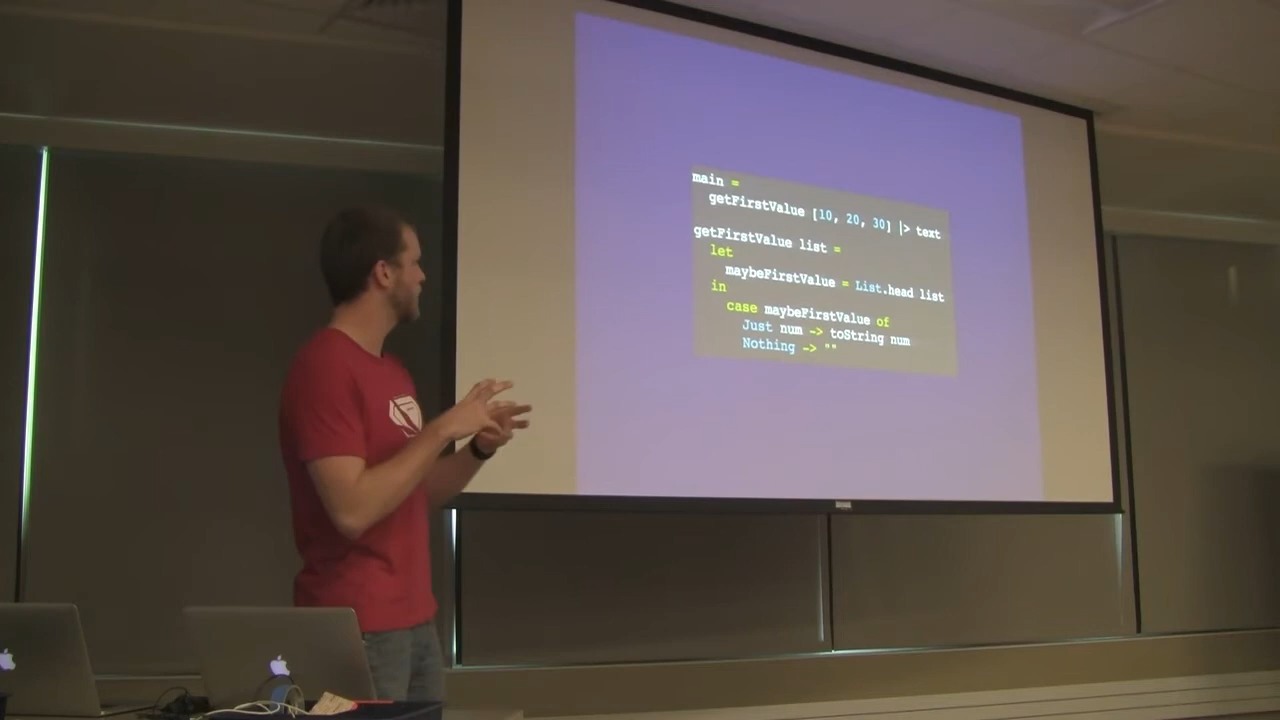 main =
getFirstValue [10, 20, 30] |> text
getFirstValue list =
let
maybeFirstValue = List.head list
in
case maybeFirstValue of
Just num -> toString num
Nothing -> ""